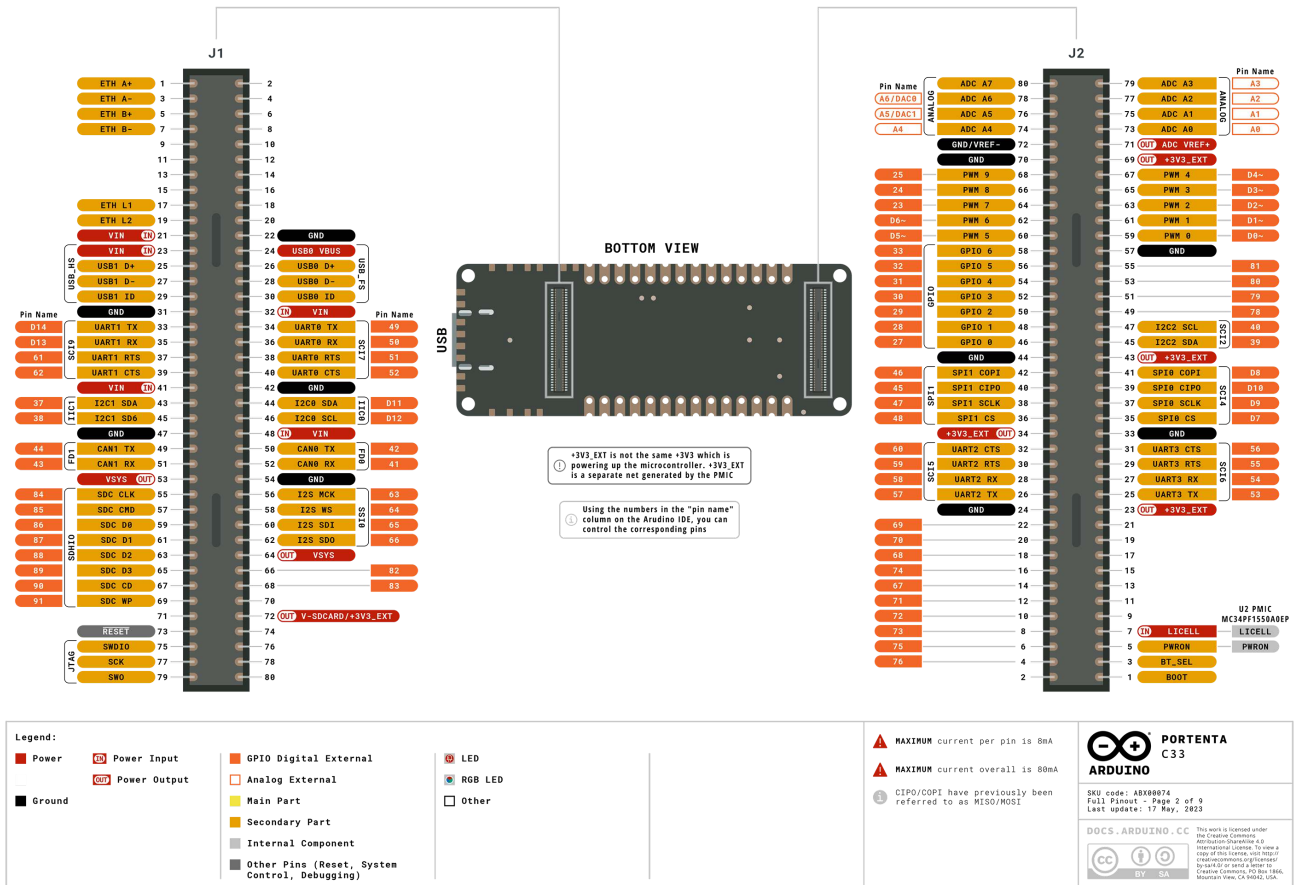 J1
J2
Pin Name
ETH A+ 1 2
ETH A- 3 4
ETH B+ 5 6
ETH B- 7 8
9 10
11 12
13 14
15 16
ETH L1 17 18
ETH L2 19 20
VIN IN 21 22 GND
VIN IN 23 24 USB0 VBUS
USB1 D+ 25 26 USB0 D+
USB1 D- 27 28 USB0 D-
USB1 ID 29 30 USB0 ID
USB_HS
USB_FS
GND 31 32 IN VIN
Pin Name
Pin Name
D14 UART1 TX 33 34 UART0 TX 49
D13 UART1 RX 35 36 UART0 RX 50
61 UART1 RTS 37 38 UART0 RTS 51
62 UART1 CTS 39 40 UART0 CTS 52
SCI9
SCI7
VIN IN 41 42 GND
37 I2C1 SDA 43 44 I2C0 SDA D11
38 I2C1 SD6 45 46 I2C0 SCL D12
IIC1
IIC0
GND 47 48 IN VIN
44 CAN1 TX 49 50 CAN0 TX 42
43 CAN1 RX 51 52 CAN0 RX 41
FD1
FD0
VSYS OUT 53 54 GND
84 SDC CLK 55 56 I2S MCK 63
85 SDC CMD 57 58 I2S WS 64
86 SDC D0 59 60 I2S SDI 65
87 SDC D1 61 62 I2S SDO 66
88 SDC D2 63 64 OUT VSYS
89 SDC D3 65 66 82
90 SDC CD 67 68 83
91 SDC WP 69 70
SDHIO
SSI0
71 72 OUT V-SDCARD/+3V3_EXT
RESET 73 74
SWDIO 75 76
SCK 77 78
SWO 79 80
JTAG
BOTTOM VIEW
USB
+3V3_EXT is not the same +3V3 which is
powering up the microcontroller. +3V3_EXT
is a separate net generated by the PMIC
Using the numbers in the "pin name"
column on the Arudino IDE, you can
control the corresponding pins
Pin Name
ADC A7 80 79 ADC A3 A3
A6/DAC0 ADC A6 78 77 ADC A2 A2
A5/DAC1 ADC A5 76 75 ADC A1 A1
A4 ADC A4 74 73 ADC A0 A0
ANALOG
ANALOG
GND/VREF- 72 71 OUT ADC VREF+
GND 70 69 OUT +3V3_EXT
25 PWM 9 68 67 PWM 4 D4~
24 PWM 8 66 65 PWM 3 D3~
23 PWM 7 64 63 PWM 2 D2~
D6~ PWM 6 62 61 PWM 1 D1~
D5~ PWM 5 60 59 PWM 0 D0~
33 GPIO 6 58 57 GND
32 GPIO 5 56 55 81
31 GPIO 4 54 53 80
30 GPIO 3 52 51 79
29 GPIO 2 50 49 78
28 GPIO 1 48 47 I2C2 SCL 40
27 GPIO 0 46 45 I2C2 SDA 39
GPIO
SCI2
GND 44 43 OUT +3V3_EXT
46 SPI1 COPI 42 41 SPI0 COPI D8
45 SPI1 CIPO 40 39 SPI0 CIPO D10
47 SPI1 SCLK 38 37 SPI0 SCLK D9
48 SPI1 CS 36 35 SPI0 CS D7
SPI1
SCI4
+3V3_EXT OUT 34 33 GND
60 UART2 CTS 32 31 UART3 CTS 56
59 UART2 RTS 30 29 UART3 RTS 55
58 UART2 RX 28 27 UART3 RX 54
57 UART2 TX 26 25 UART3 TX 53
SCI5
SCI6
GND 24 23 OUT +3V3_EXT
69 22 21
70 20 19
68 18 17
74 16 15
67 14 13
71 12 11
72 10 9
U2 PMIC
MC34PF1550A0EP
73 8 7 IN LICELL LICELL
75 6 5 PWRON PWRON
76 4 3 BT_SEL
2 1 BOOT
Legend:
Power
IN Power Input
OUT Power Output
Ground
GPIO Digital External
Analog External
Main Part
Secondary Part
Internal Component
Other Pins (Reset, System
Control, Debugging)
LED
RGB LED
Other
MAXIMUM current per pin is 8mA
MAXIMUM current overall is 80mA
CIPO/COPI have previously been
referred to as MISO/MOSI
ARDUINO
PORTENTA
C33
SKU code: ABX00074
Full Pinout - Page 2 of 9
Last update: 17 May, 2023
DOCS.ARDUINO.CC
CC BY SA
This work is licensed under
the Creative Commons
Attribution-ShareAlike 4.0
International License. To view a
copy of this license, visit http://
creativecommons.org/licenses/
by-sa/4.0/ or send a letter to
Creative Commons, PO Box 1866,
Mountain View, CA 94042, USA.